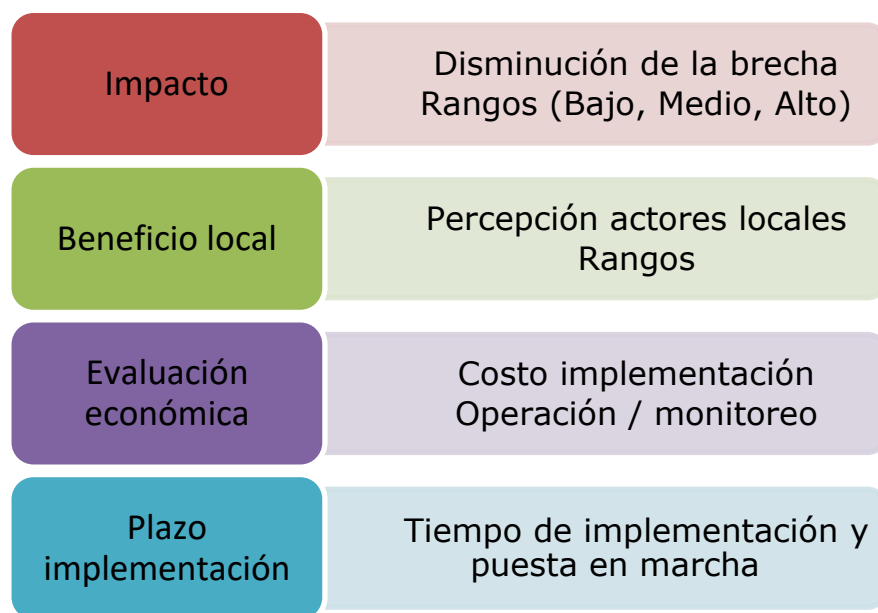 Impacto
Disminución de la brecha
Rangos (Bajo, Medio, Alto)
Beneficio local
Percepción actores locales
Rangos
Evaluación
económica
Costo implementación
Operación / monitoreo
Plazo
implementación
Tiempo de implementación y
puesta en marcha